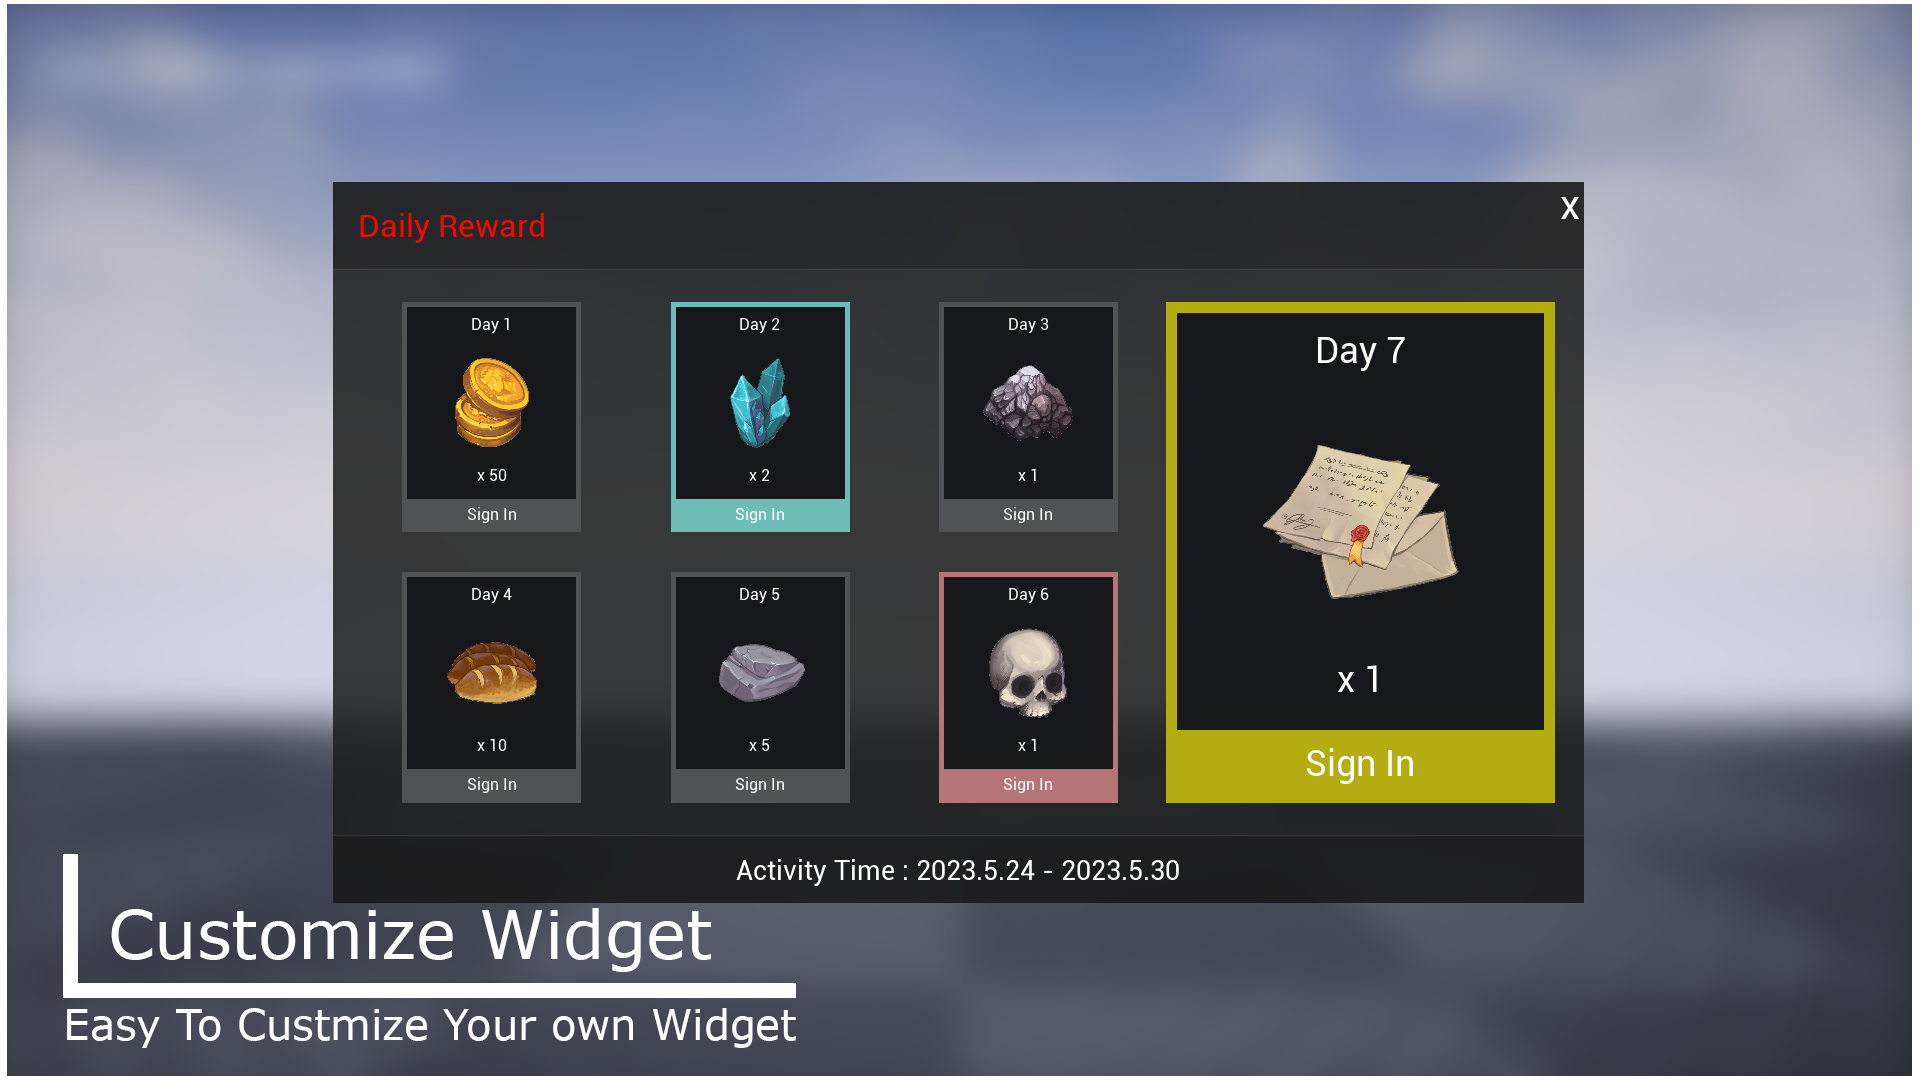 Daily Reward
X
Day 1
x 50
Sign In
Day 2
x 2
Sign In
Day 3
x 1
Sign In
Day 4
x 10
Sign In
Day 5
x 5
Sign In
Day 6
x 1
Sign In
Day 7
x 1
Sign In
Activity Time : 2023.5.24 - 2023.5.30
Customize Widget
Easy To Custmize Your own Widget